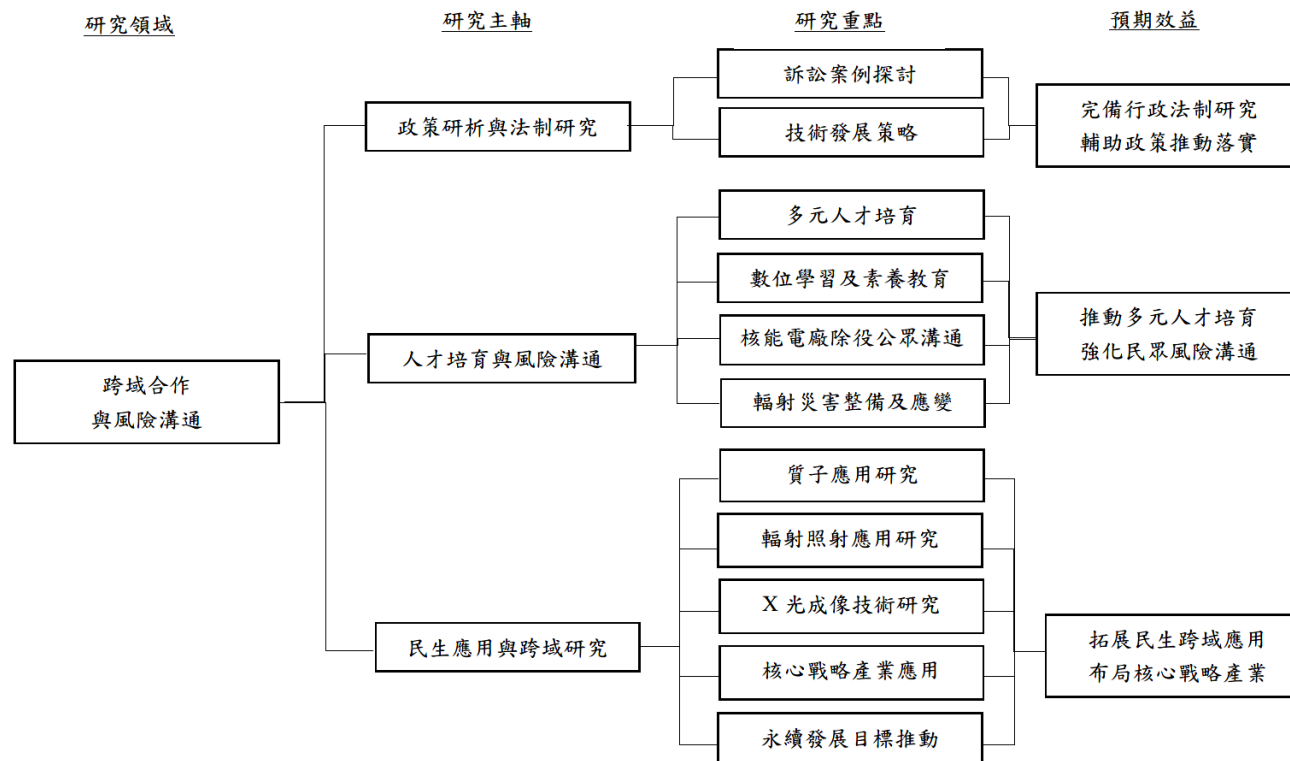 研究領域
研究主軸
研究重點
預期效益
跨域合作
與風險溝通
政策研析與法制研究
訴訟案例探討
技術發展策略
完備行政法制研究
輔助政策推動落實
人才培育與風險溝通
多元人才培育
數位學習及素養教育
核能電廠除役公眾溝通
輻射災害整備及應變
推動多元人才培育
強化民眾風險溝通
民生應用與跨域研究
質子應用研究
輻射照射應用研究
X 光成像技術研究
核心戰略產業應用
永續發展目標推動
拓展民生跨域應用
布局核心戰略產業